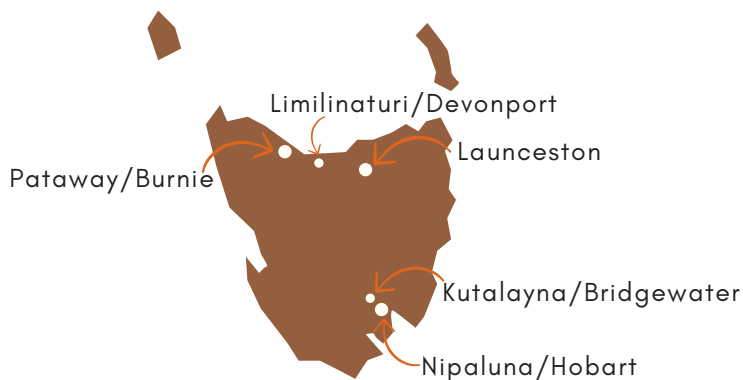 Limilinaturi/Devonport
Launceston
Pataway/Burnie
Kutalayna/Bridgewater
Nipaluna/Hobart